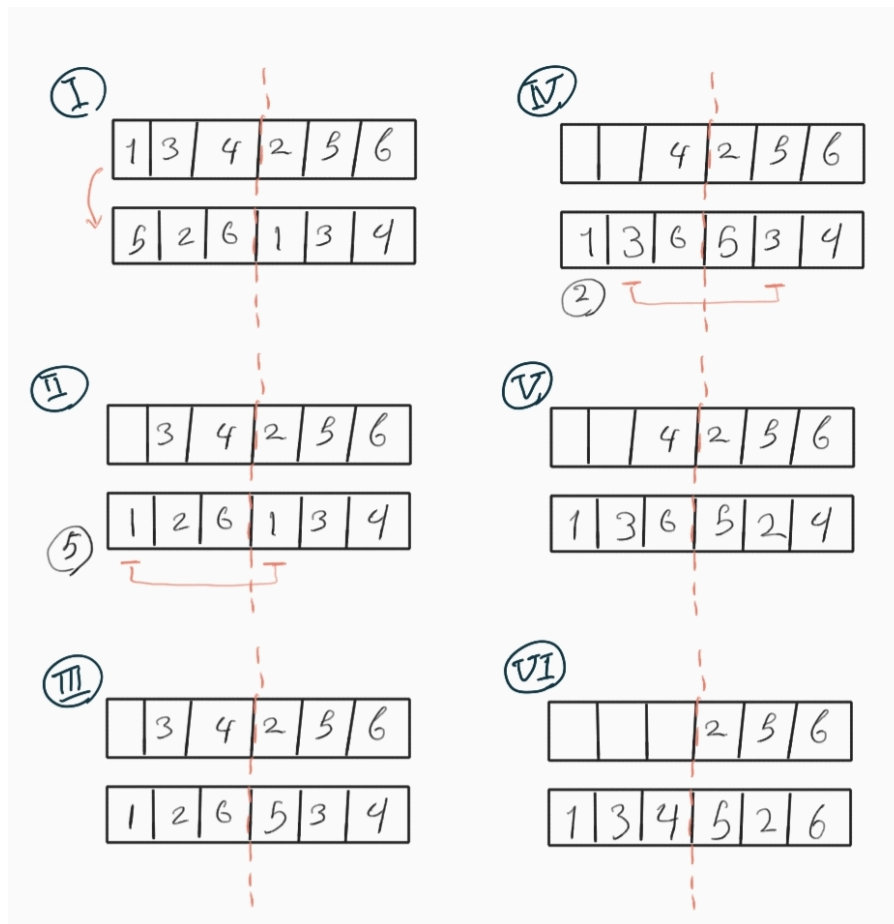 I
1 3 4 2 5 6
5 2 6 1 3 4
II
3 4 2 5 6
1 2 6 1 3 4
5
III
3 4 2 5 6
1 2 6 5 3 4
IV
4 2 5 6
1 3 6 5 3 4
2
V
4 2 5 6
1 3 6 5 2 4
VI
2 5 6
1 3 4 5 2 6